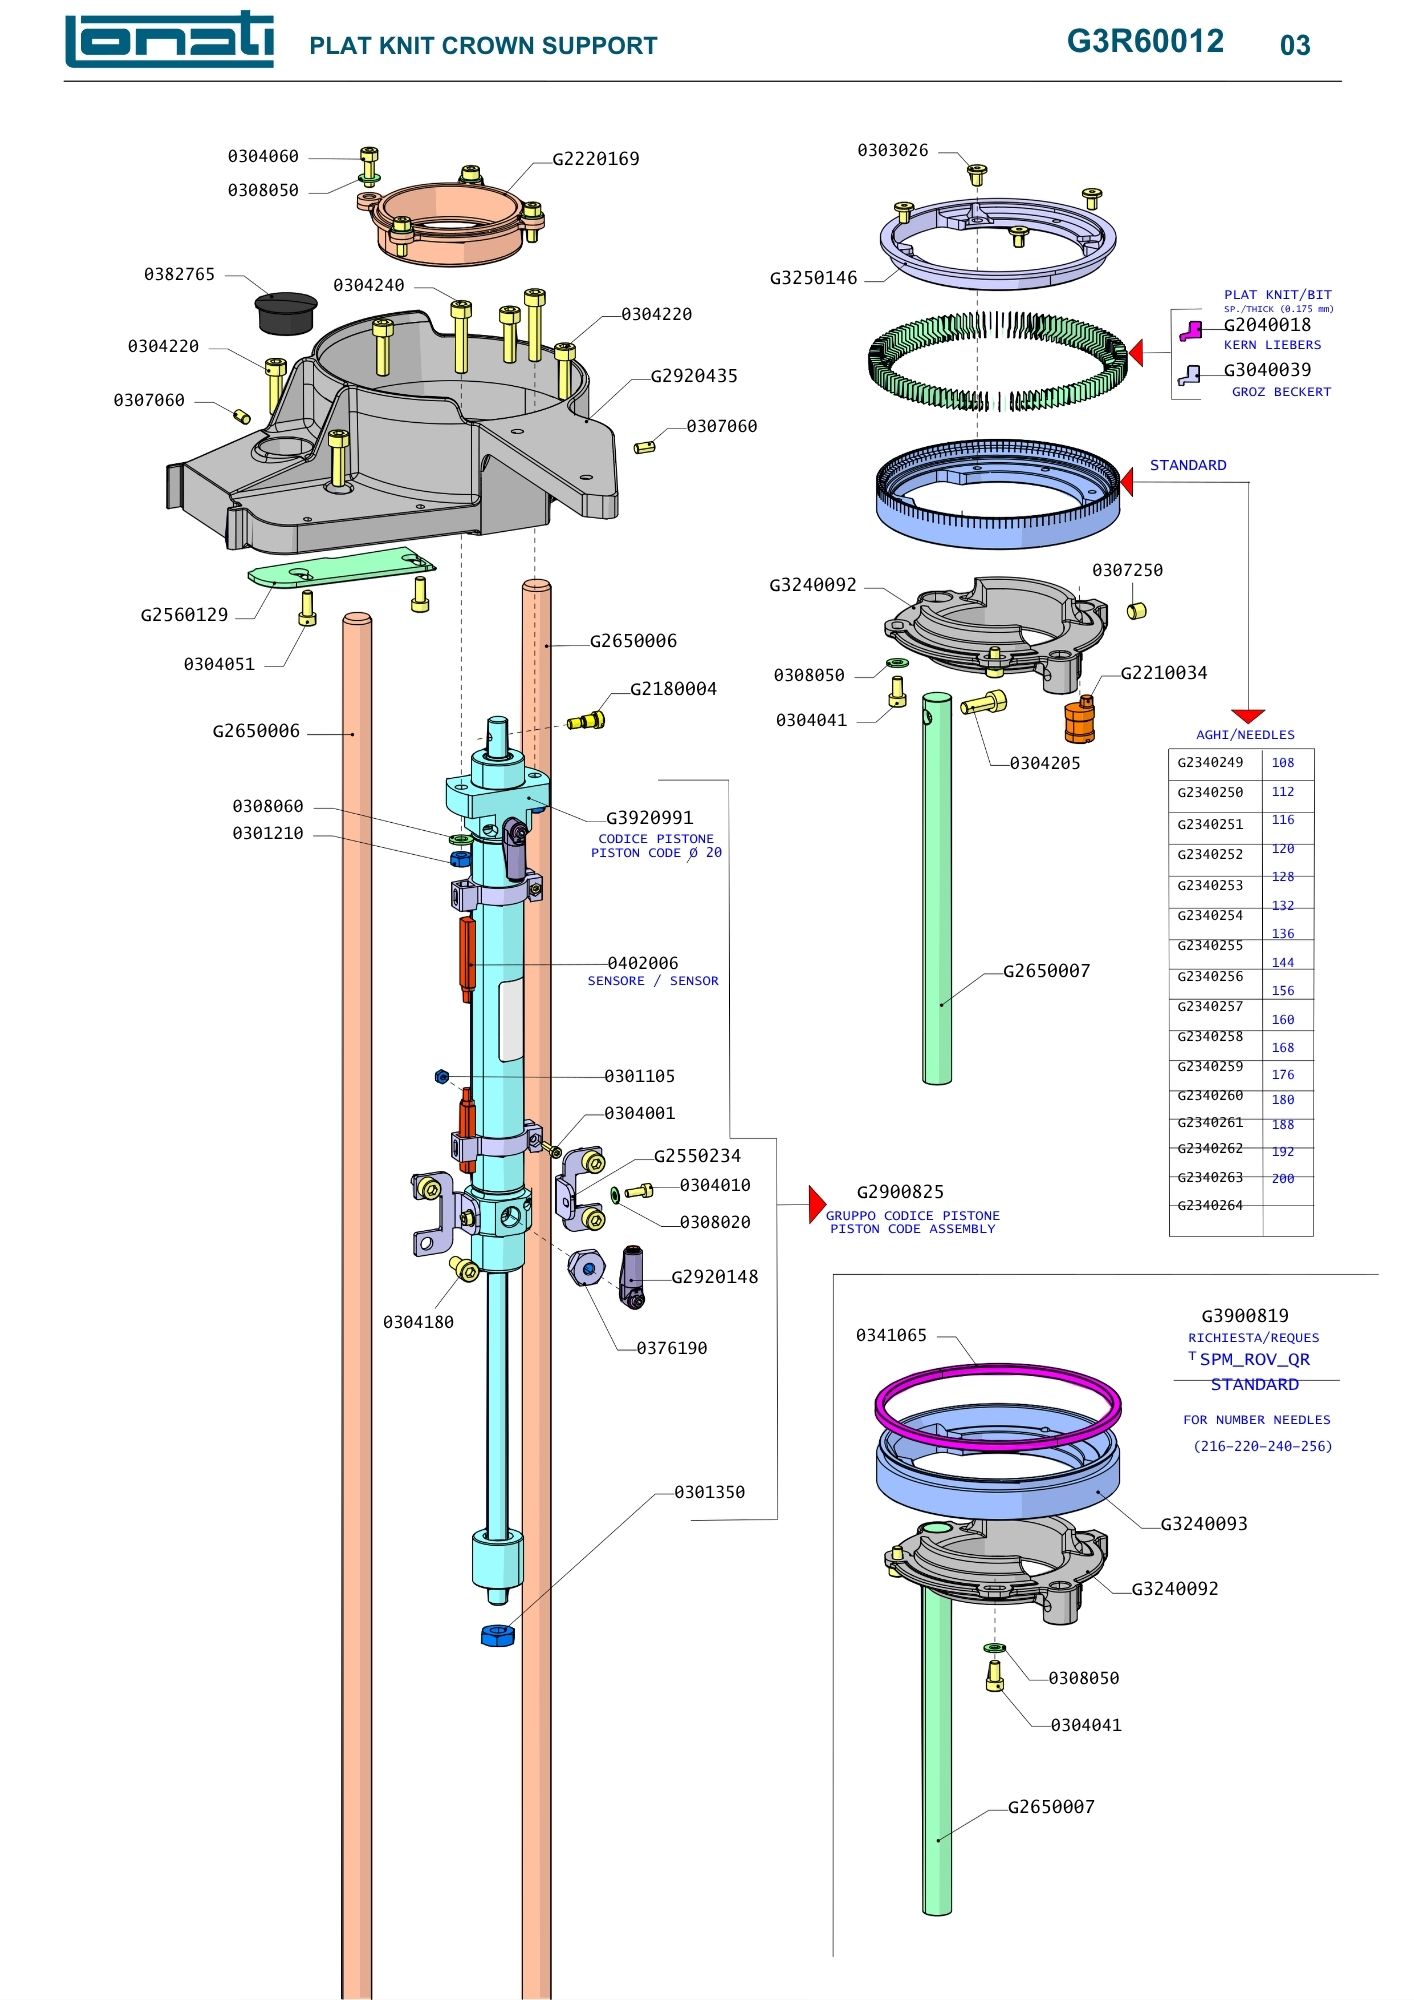 Lonati
PLAT KNIT CROWN SUPPORT
G3R60012 03
0304060
0308050
G2220169
0382765
0304240
0304220
0304220
0307060
G2920435
0307060
G2560129
0304051
G2650006
G2180004
G2650006
0308060
0301210
G3920991
CODICE PISTONE
PISTON CODE Ø 20
0402006
SENSORE / SENSOR
0301105
0304001
G2550234
0304010
0308020
G2920148
0304180
0376190
0301350
G2900825
GRUPPO CODICE PISTONE
PISTON CODE ASSEMBLY
0303026
G3250146
PLAT KNIT/BIT
SP./THICK (0.175 mm)
G2040018
KERN LIEBERS
G3040039
GROZ BECKERT
STANDARD
G3240092
0307250
0308050
0304041
G2210034
0304205
G2650007
AGHI/NEEDLES
G2340249 108
G2340250 112
G2340251 116
G2340252 120
G2340253 128
G2340254 132
G2340255 136
G2340256 144
G2340257 156
G2340258 160
G2340259 168
G2340260 176
G2340261 180
G2340262 188
G2340263 192
G2340264 200
G3900819
RICHIESTA/REQUES
T SPM_ROV_QR
STANDARD
FOR NUMBER NEEDLES
(216-220-240-256)
0341065
G3240093
G3240092
0308050
0304041
G2650007